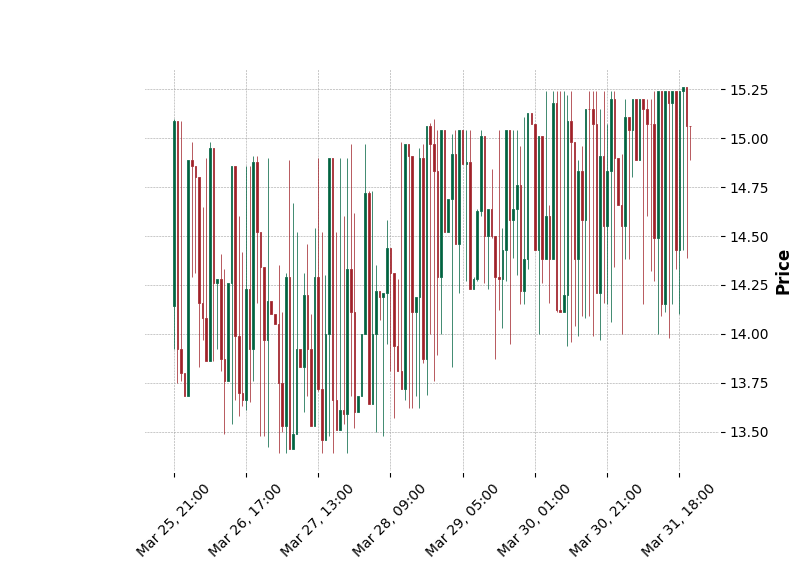 15.25
15.00
14.75
14.50
14.25
14.00
13.75
13.50
Price
Mar 25, 21:00
Mar 26, 17:00
Mar 27, 13:00
Mar 28, 09:00
Mar 29, 05:00
Mar 30, 01:00
Mar 30, 21:00
Mar 31, 18:00